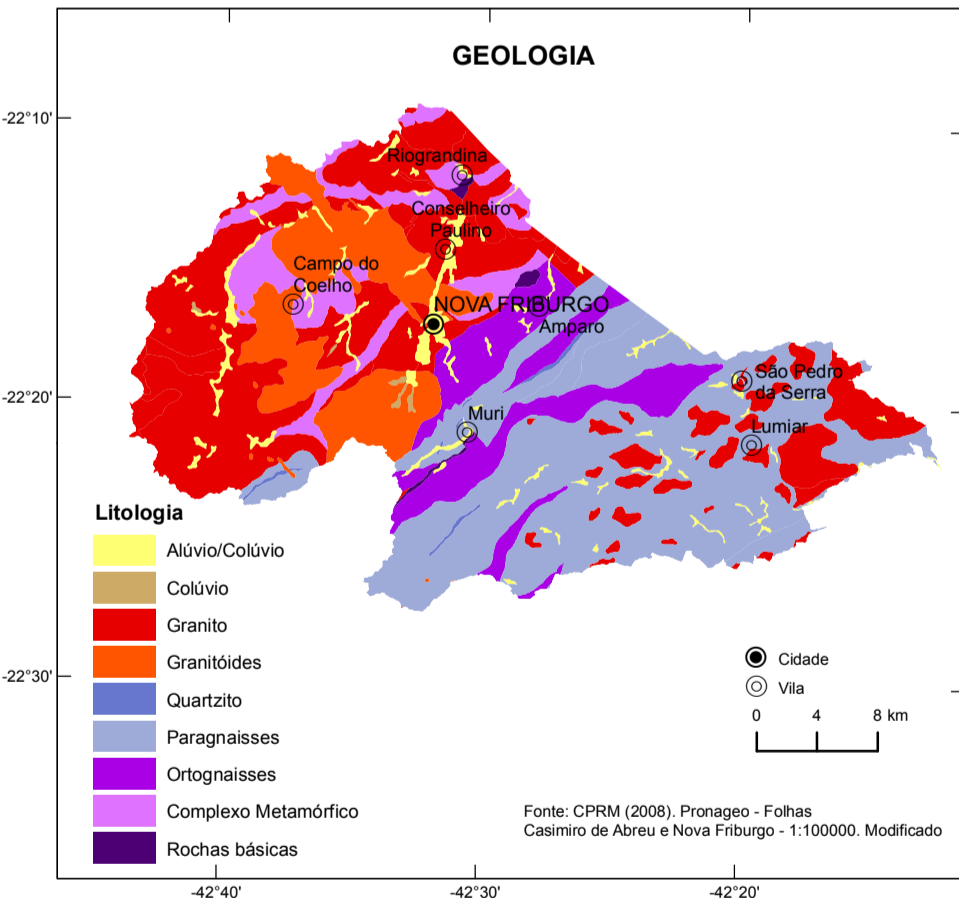 GEOLOGIA
-22°10'
Riograndina
Conselheiro
Paulino
Campo do
Coelho
NOVA FRIBURGO
Amparo
-22°20'
São Pedro
da Serra
Muri
Lumiar
Litologia
Alúvio/Colúvio
Colúvio
Granito
Granitóides
Quartzito
Paragnaisses
Ortognaisses
Complexo Metamórfico
Rochas básicas
-22°30'
Cidade
Vila
0 4 8 km
Fonte: CPRM (2008). Pronageo - Folhas
Casimiro de Abreu e Nova Friburgo - 1:100000. Modificado
-42°40' -42°30' -42°20'